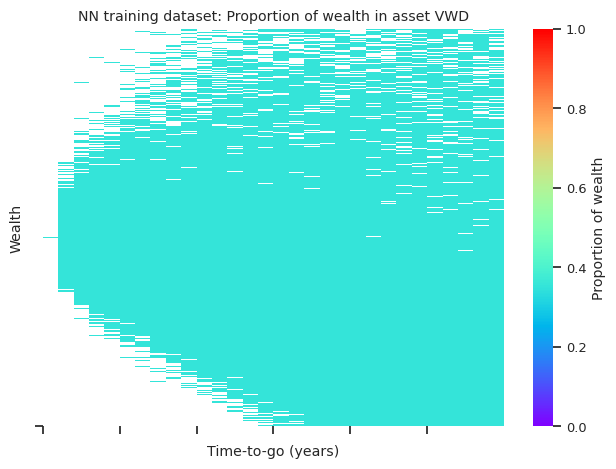 NN training dataset: Proportion of wealth in asset VWD
Wealth
Time-to-go (years)
1.0
0.8
0.6
0.4
0.2
0.0
Proportion of wealth